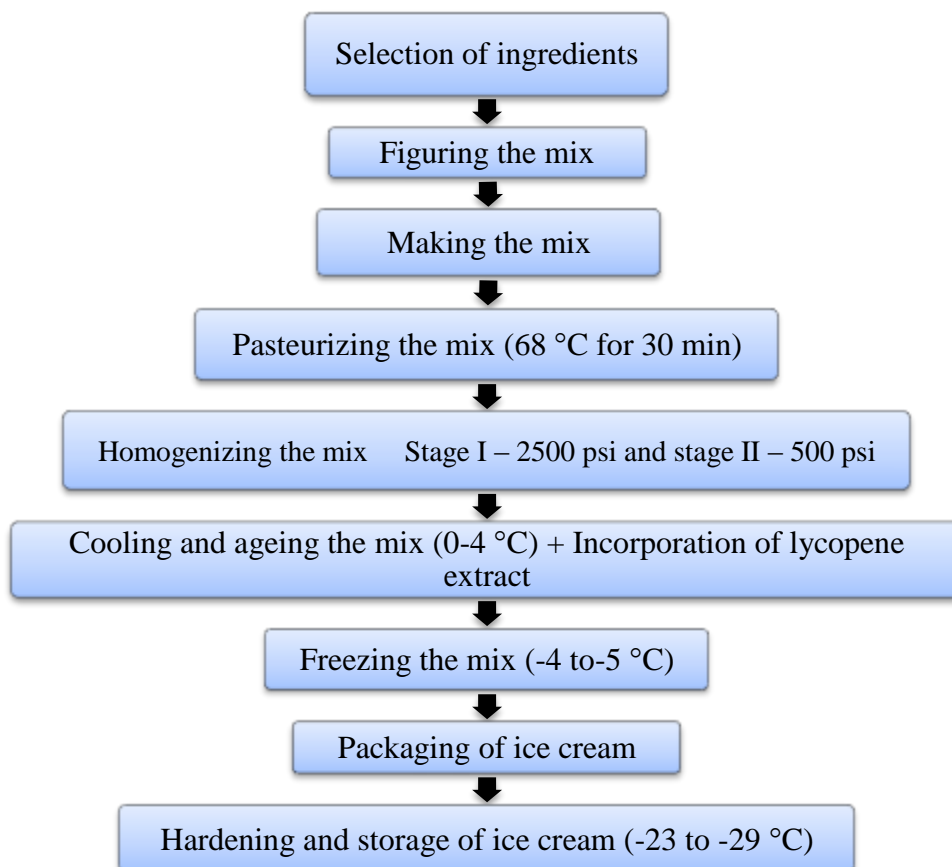 Selection of ingredients
Figuring the mix
Making the mix
Pasteurizing the mix (68 °C for 30 min)
Homogenizing the mix Stage I – 2500 psi and stage II – 500 psi
Cooling and ageing the mix (0-4 °C) + Incorporation of lycopene
extract
Freezing the mix (-4 to-5 °C)
Packaging of ice cream
Hardening and storage of ice cream (-23 to -29 °C)